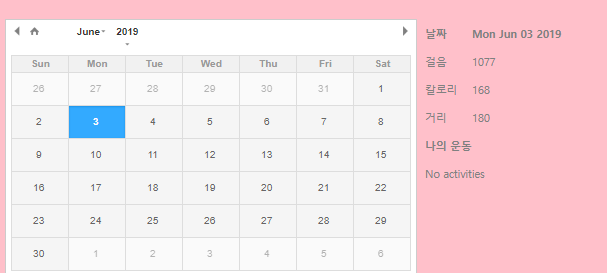 June 2019
Sun Mon Tue Wed Thu Fri Sat
26 27 28 29 30 31 1
2 3 4 5 6 7 8
9 10 11 12 13 14 15
16 17 18 19 20 21 22
23 24 25 26 27 28 29
30 1 2 3 4 5 6
날짜 Mon Jun 03 2019
걸음 1077
칼로리 168
거리 180
나의 운동
No activities